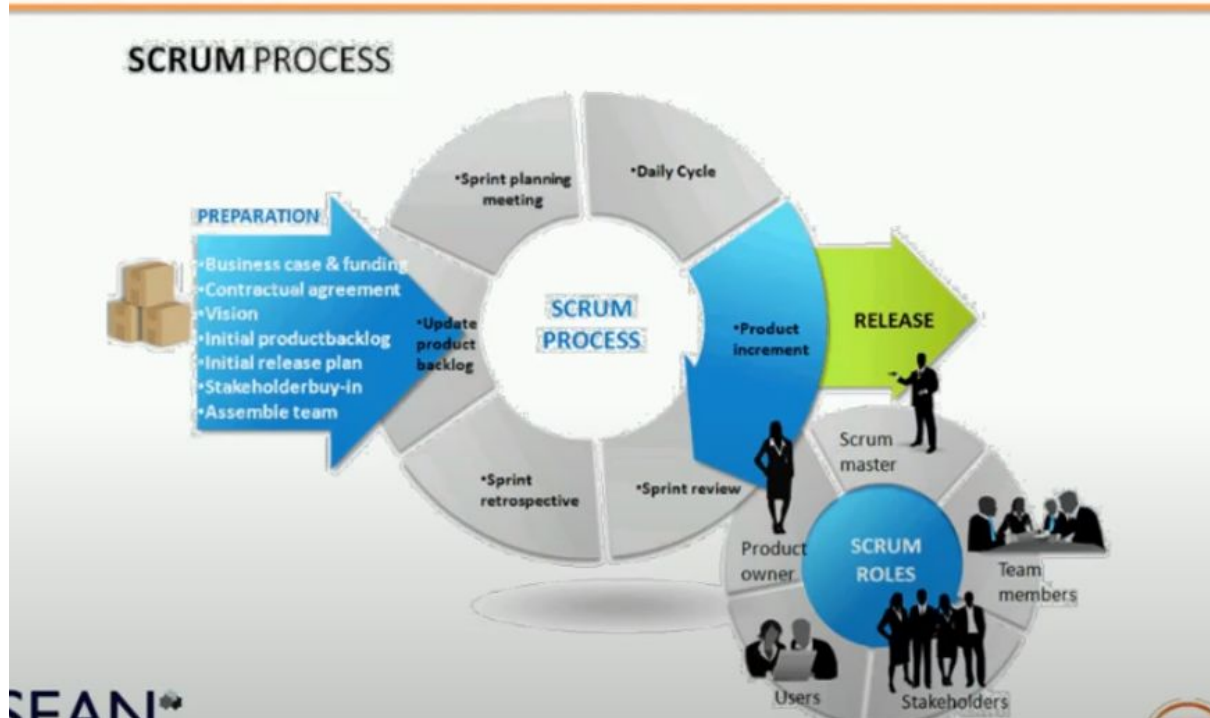 SCRUM PROCESS
PREPARATION
•Business case & funding
•Contractual agreement
•Vision
•Initial productbacklog
•Initial release plan
•Stakeholderbuy-in
•Assemble team
•Update
product
backlog
•Sprint planning
meeting
•Daily Cycle
•Product
increment
•Sprint review
•Sprint
retrospective
SCRUM
PROCESS
RELEASE
Scrum
master
Team
members
Stakeholders
Users
Product
owner
SCRUM
ROLES
SEAN